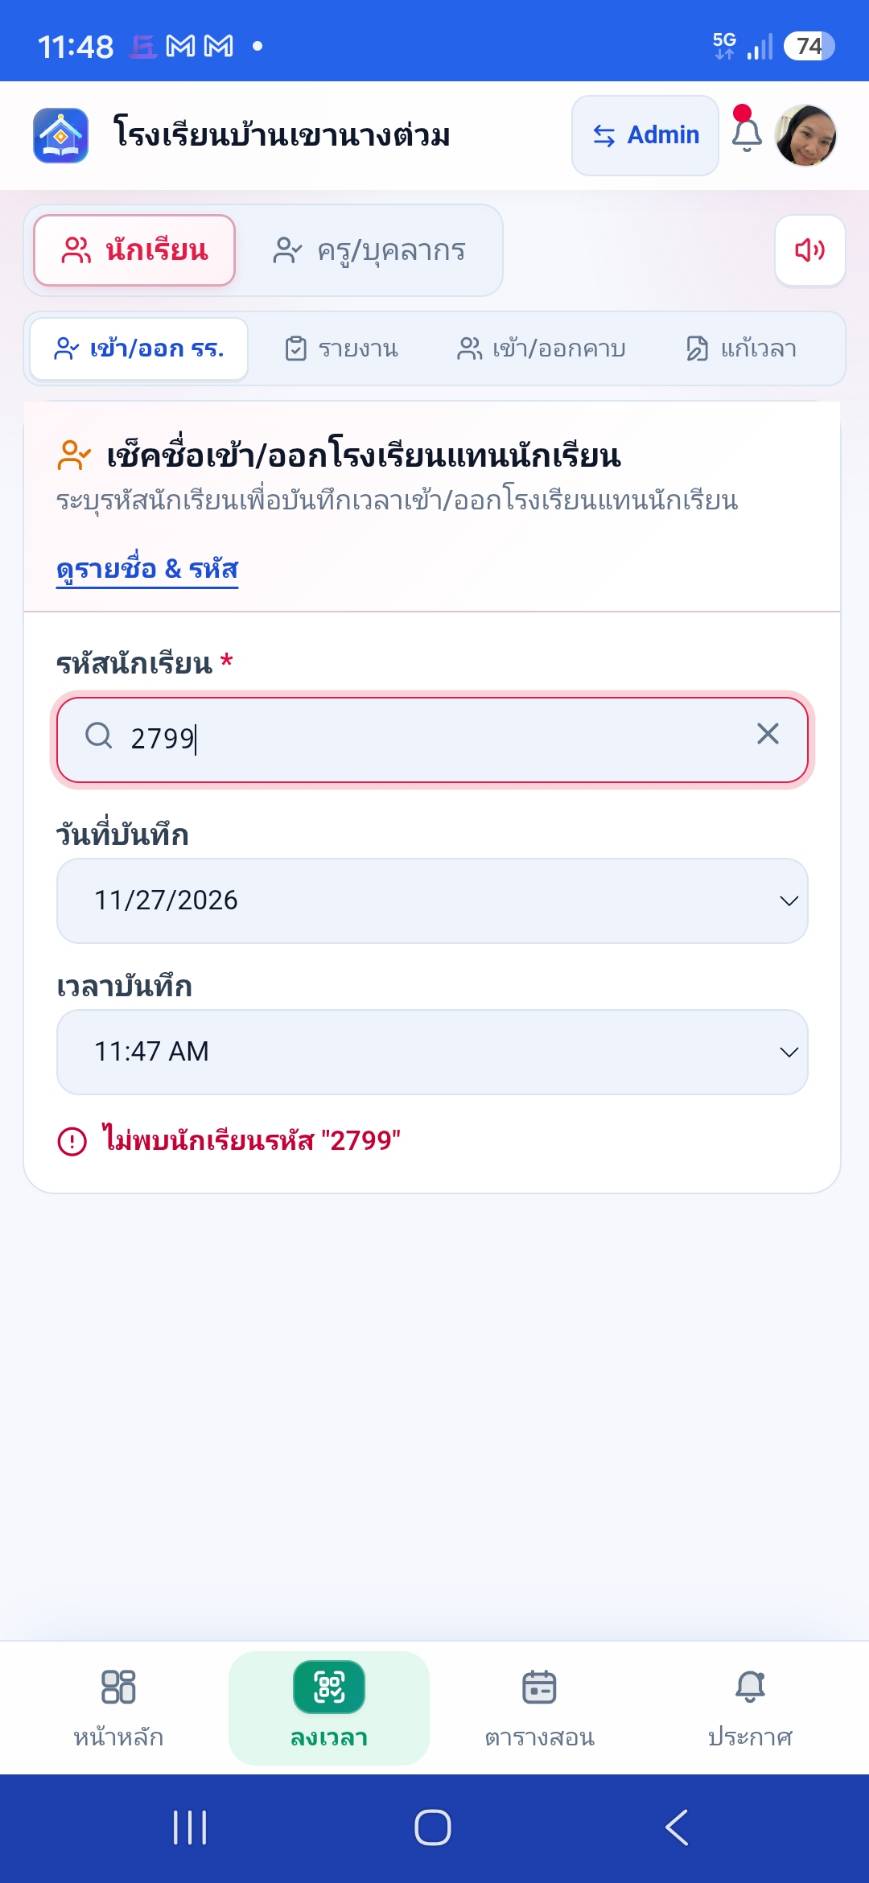 11:48
5G
74
โรงเรียนบ้านเขานางต่วม
Admin
นักเรียน
ครู/บุคลากร
เข้า/ออก รร.
รายงาน
เข้า/ออกคาบ
แก้เวลา
เช็คชื่อเข้า/ออกโรงเรียนแทนนักเรียน
ระบุรหัสนักเรียนเพื่อบันทึกเวลาเข้า/ออกโรงเรียนแทนนักเรียน
ดูรายชื่อ & รหัส
รหัสนักเรียน *
2799
วันที่บันทึก
11/27/2026
เวลาบันทึก
11:47 AM
ไม่พบนักเรียนรหัส "2799"
หน้าหลัก
ลงเวลา
ตารางสอน
ประกาศ